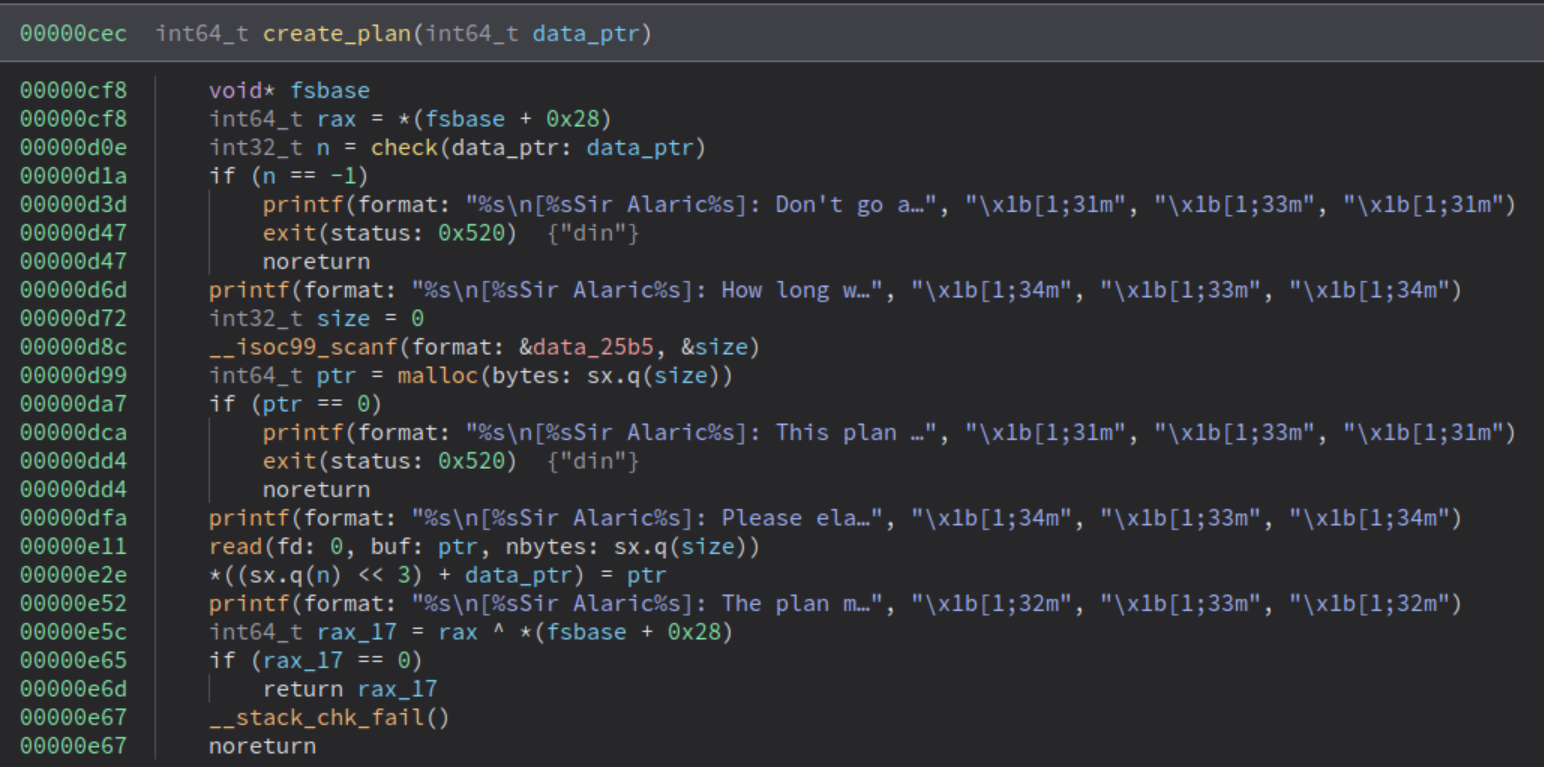 00000cec int64_t create_plan(int64_t data_ptr)
00000cf8 void* fsbase
00000cf8 int64_t rax = *(fsbase + 0x28)
00000d0e int32_t n = check(data_ptr: data_ptr)
00000d1a if (n == -1)
00000d3d printf(format: "%s\n[%sSir Alaric%s]: Don't go a…", "\x1b[1;31m", "\x1b[1;33m", "\x1b[1;31m")
00000d47 exit(status: 0x520) {"din"}
00000d47 noreturn
00000d6d printf(format: "%s\n[%sSir Alaric%s]: How long w…", "\x1b[1;34m", "\x1b[1;33m", "\x1b[1;34m")
00000d72 int32_t size = 0
00000d8c __isoc99_scanf(format: &data_25b5, &size)
00000d99 int64_t ptr = malloc(bytes: sx.q(size))
00000da7 if (ptr == 0)
00000dca printf(format: "%s\n[%sSir Alaric%s]: This plan …", "\x1b[1;31m", "\x1b[1;33m", "\x1b[1;31m")
00000dd4 exit(status: 0x520) {"din"}
00000dd4 noreturn
00000dfa printf(format: "%s\n[%sSir Alaric%s]: Please ela…", "\x1b[1;34m", "\x1b[1;33m", "\x1b[1;34m")
00000e11 read(fd: 0, buf: ptr, nbytes: sx.q(size))
00000e2e *((sx.q(n) << 3) + data_ptr) = ptr
00000e52 printf(format: "%s\n[%sSir Alaric%s]: The plan m…", "\x1b[1;32m", "\x1b[1;33m", "\x1b[1;32m")
00000e5c int64_t rax_17 = rax ^ *(fsbase + 0x28)
00000e65 if (rax_17 == 0)
00000e6d return rax_17
00000e67 __stack_chk_fail()
00000e67 noreturn